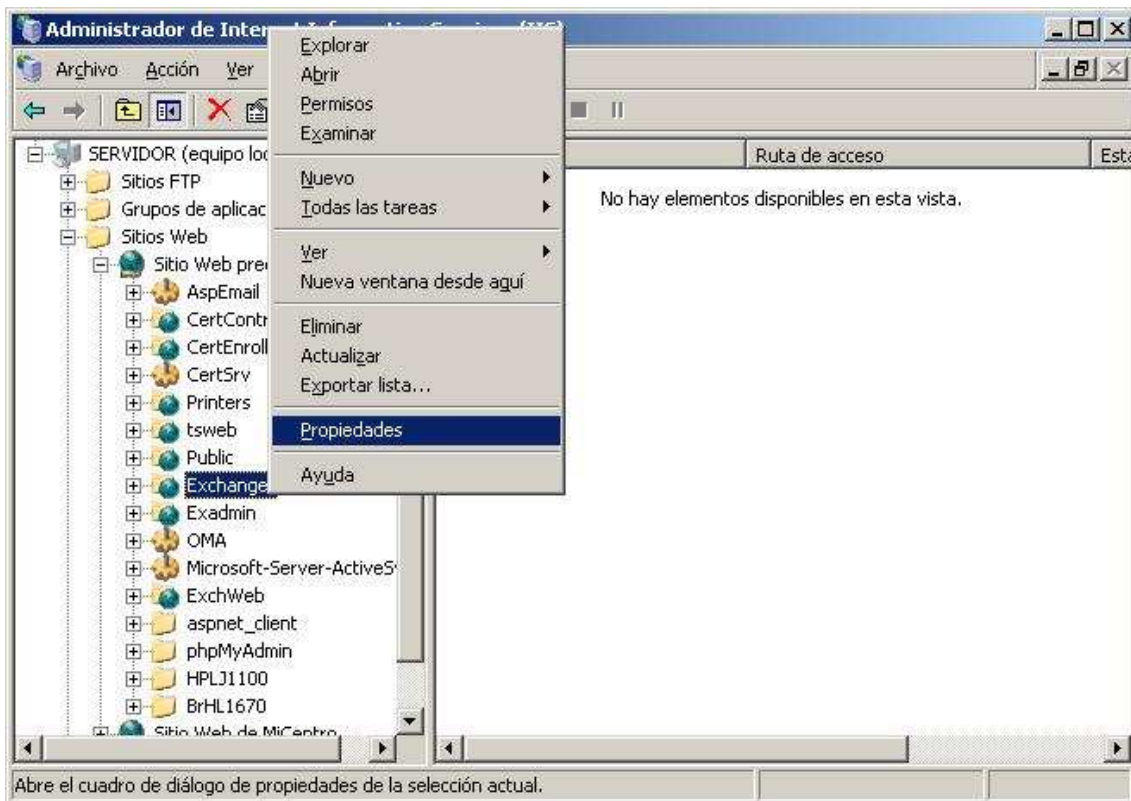 Administrador de Inter
Archivo Acción Ver
Explorar
Abrir
Permisos
Examinar
Nuevo
Todas las tareas
Ver
Nueva ventana desde aquí
Eliminar
Actualizar
Exportar lista...
Propiedades
Ayuda
SERVIDOR (equipo loc
Sitios FTP
Grupos de aplicac
Sitios Web
Sitio Web pre
AspEmail
CertContr
CertEnroll
CertSrv
Printers
tsweb
Public
Exchange
Exadmin
OMA
Microsoft-Server-ActiveS
ExchWeb
aspnet_client
phpMyAdmin
HPLJ1100
BrHL1670
Sitio Web de MiCentro
Ruta de acceso Esta
No hay elementos disponibles en esta vista.
Abre el cuadro de diálogo de propiedades de la selección actual.